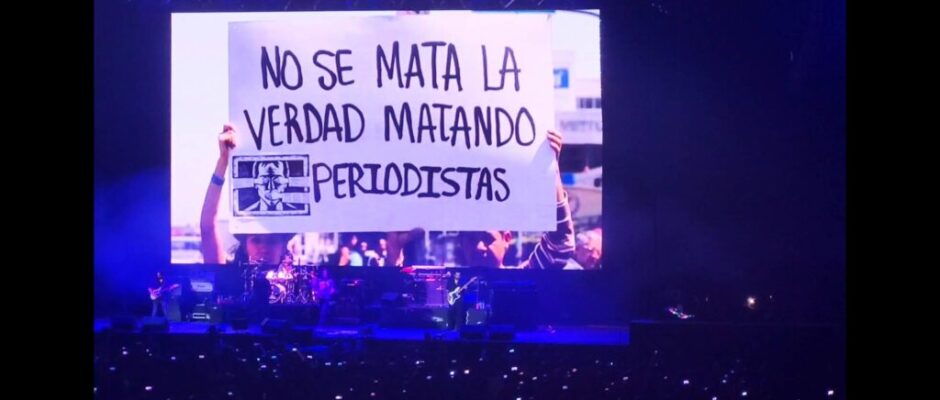 NO SE MATA LA
VERDAD MATANDO
PERIODISTAS